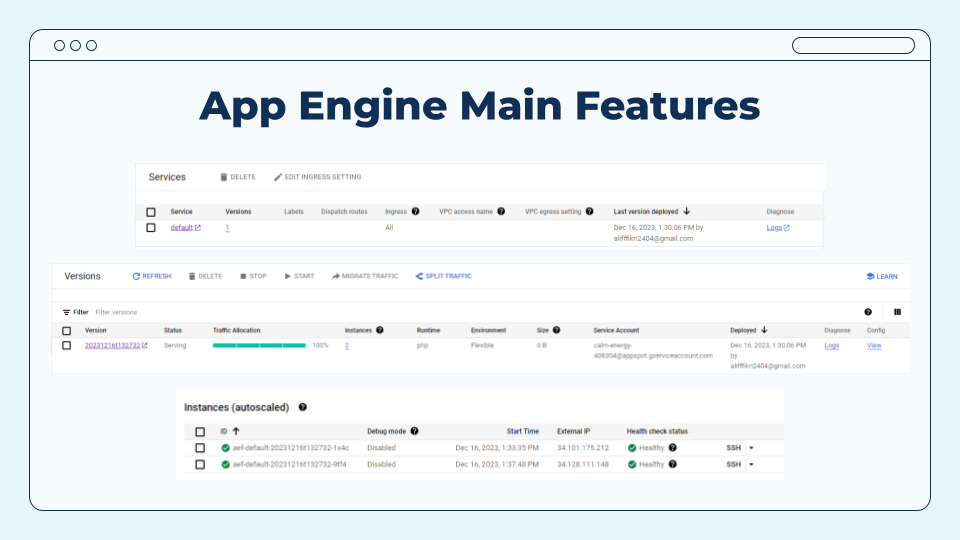 App Engine Main Features
Services DELETE EDIT INGRESS SETTING
Service Versions Labels Dispatch routes Ingress VPC access name VPC egress setting Last version deployed Diagnose
default 1 All Dec 16, 2023, 1:30:06 PM by Logs
alifffikri2404@gmail.com
Versions REFRESH DELETE STOP START MIGRATE TRAFFIC SPLIT TRAFFIC LEARN
Filter Filter versions
Version Status Traffic Allocation Instances Runtime Environment Size Service Account Deployed Diagnose Config
20231216t132732 Serving 100% 2 php Flexible 0 B calm-energy- Dec 16, 2023, 1:30:06 PM Logs View
408304@appspot.gserviceaccount.com by
alifffikri2404@gmail.com
Instances (autoscaled)
ID Debug mode Start Time External IP Health check status
aef-default-20231216t132732-1x4c Disabled Dec 16, 2023, 1:33:35 PM 34.101.175.212 Healthy SSH
aef-default-20231216t132732-9tf4 Disabled Dec 16, 2023, 1:37:48 PM 34.128.111.148 Healthy SSH